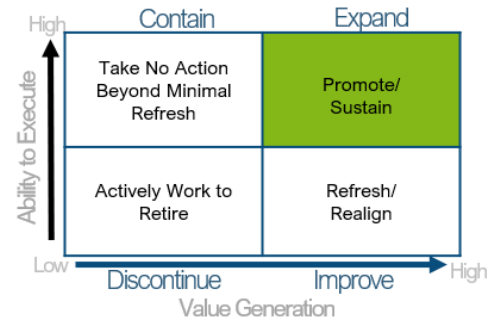 High
Contain
Expand
Take No Action
Beyond Minimal
Refresh
Promote/
Sustain
Ability to Execute
Actively Work to
Retire
Refresh/
Realign
Low
High
Discontinue
Improve
Value Generation